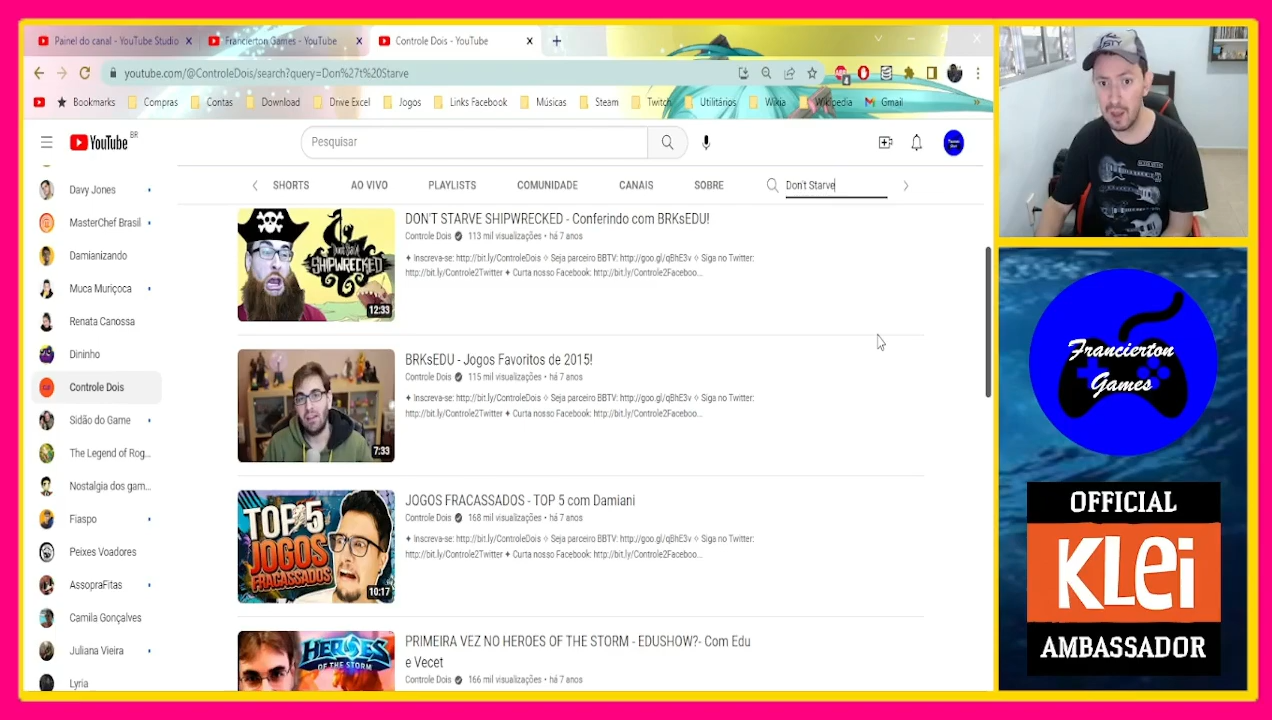 Painel do canal - YouTube Studio
Francierton Games - YouTube
Controle Dois - YouTube
youtube.com/@ControleDois/search?query=Don%27t%20Starve
Bookmarks
Compras
Contas
Download
Drive Excel
Jogos
Links Facebook
Músicas
Steam
Twitch
Utilitários
Wikia
Wikipedia
Gmail
YouTube BR
Pesquisar
SHORTS
AO VIVO
PLAYLISTS
COMUNIDADE
CANAIS
SOBRE
Don't Starve
Davy Jones
MasterChef Brasil
Damianizando
Muca Muriçoca
Renata Canossa
Dininho
Controle Dois
Sidão do Game
The Legend of Rog...
Nostalgia dos gam...
Fiaspo
Peixes Voadores
AssopraFitas
Camila Gonçalves
Juliana Vieira
Lyria
Don't Starve
SHIPWRECKED
12:33
DON'T STARVE SHIPWRECKED - Conferindo com BRKsEDU!
Controle Dois
113 mil visualizações • há 7 anos
✦ Inscreva-se: http://bit.ly/ControleDois ✧ Seja parceiro BBTV: http://goo.gl/qBhE3v ✧ Siga no Twitter:
http://bit.ly/Controle2Twitter ✦ Curta nosso Facebook: http://bit.ly/Controle2Faceboo...
7:33
BRKsEDU - Jogos Favoritos de 2015!
Controle Dois
115 mil visualizações • há 7 anos
✦ Inscreva-se: http://bit.ly/ControleDois ✧ Seja parceiro BBTV: http://goo.gl/qBhE3v ✧ Siga no Twitter:
http://bit.ly/Controle2Twitter ✦ Curta nosso Facebook: http://bit.ly/Controle2Faceboo...
TOP 5
JOGOS
FRACASSADOS
10:17
JOGOS FRACASSADOS - TOP 5 com Damiani
Controle Dois
168 mil visualizações • há 7 anos
✦ Inscreva-se: http://bit.ly/ControleDois ✧ Seja parceiro BBTV: http://goo.gl/qBhE3v ✧ Siga no Twitter:
http://bit.ly/Controle2Twitter ✦ Curta nosso Facebook: http://bit.ly/Controle2Faceboo...
HEROES
OF THE STORM
PRIMEIRA VEZ NO HEROES OF THE STORM - EDUSHOW?- Com Edu
e Vecet
Controle Dois
166 mil visualizações • há 7 anos
Francierton
Games
OFFICIAL
KLEi
AMBASSADOR